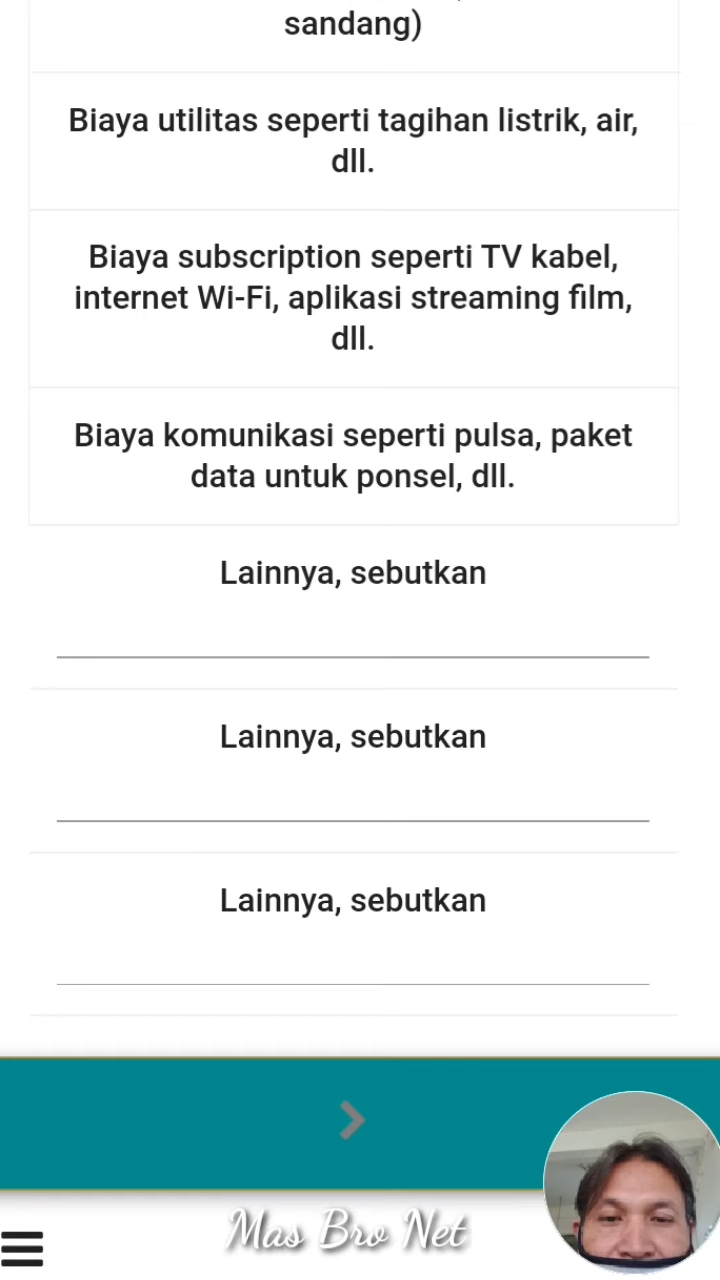 sandang)
Biaya utilitas seperti tagihan listrik, air,
dll.
Biaya subscription seperti TV kabel,
internet Wi-Fi, aplikasi streaming film,
dll.
Biaya komunikasi seperti pulsa, paket
data untuk ponsel, dll.
Lainnya, sebutkan
Lainnya, sebutkan
Lainnya, sebutkan
Mas Bro Net